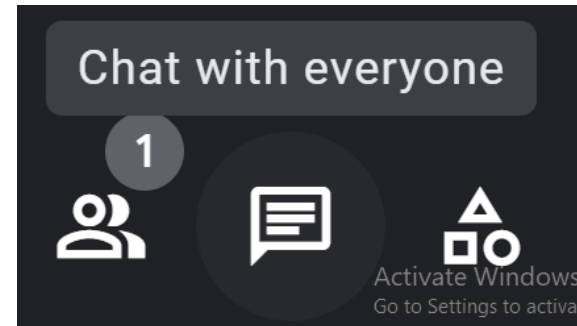 Chat with everyone
1
Activate Windows
Go to Settings to activa